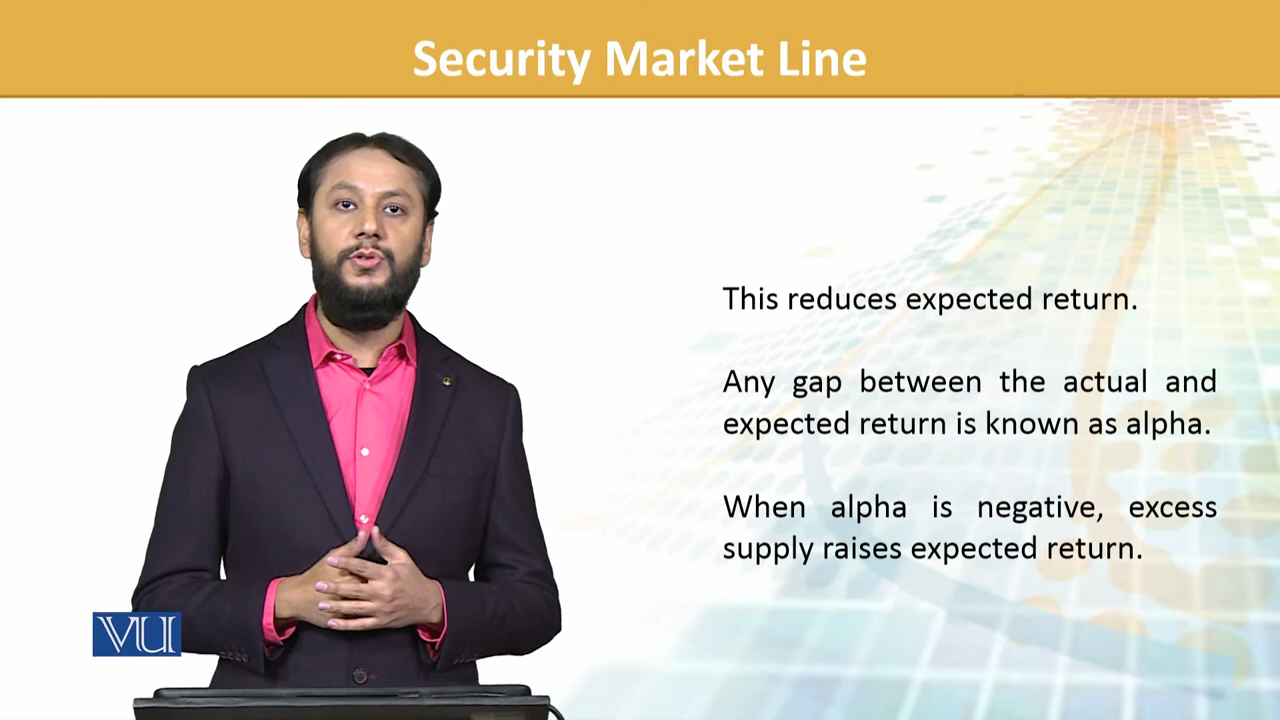 Security Market Line
This reduces expected return.
Any gap between the actual and
expected return is known as alpha.
When alpha is negative, excess
supply raises expected return.
VU